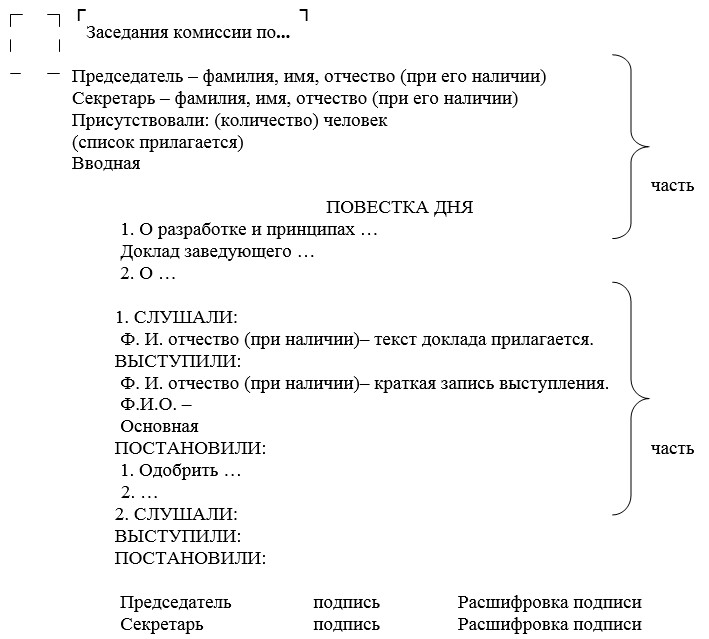 Заседания комиссии по...
Председатель – фамилия, имя, отчество (при его наличии)
Секретарь – фамилия, имя, отчество (при его наличии)
Присутствовали: (количество) человек
(список прилагается)
Вводная
часть
ПОВЕСТКА ДНЯ
1. О разработке и принципах …
Доклад заведующего …
2. О …
1. СЛУШАЛИ:
Ф. И. отчество (при наличии)– текст доклада прилагается.
ВЫСТУПИЛИ:
Ф. И. отчество (при наличии)– краткая запись выступления.
Ф.И.О. –
Основная
ПОСТАНОВИЛИ:
часть
1. Одобрить …
2. …
2. СЛУШАЛИ:
ВЫСТУПИЛИ:
ПОСТАНОВИЛИ:
Председатель подпись Расшифровка подписи
Секретарь подпись Расшифровка подписи